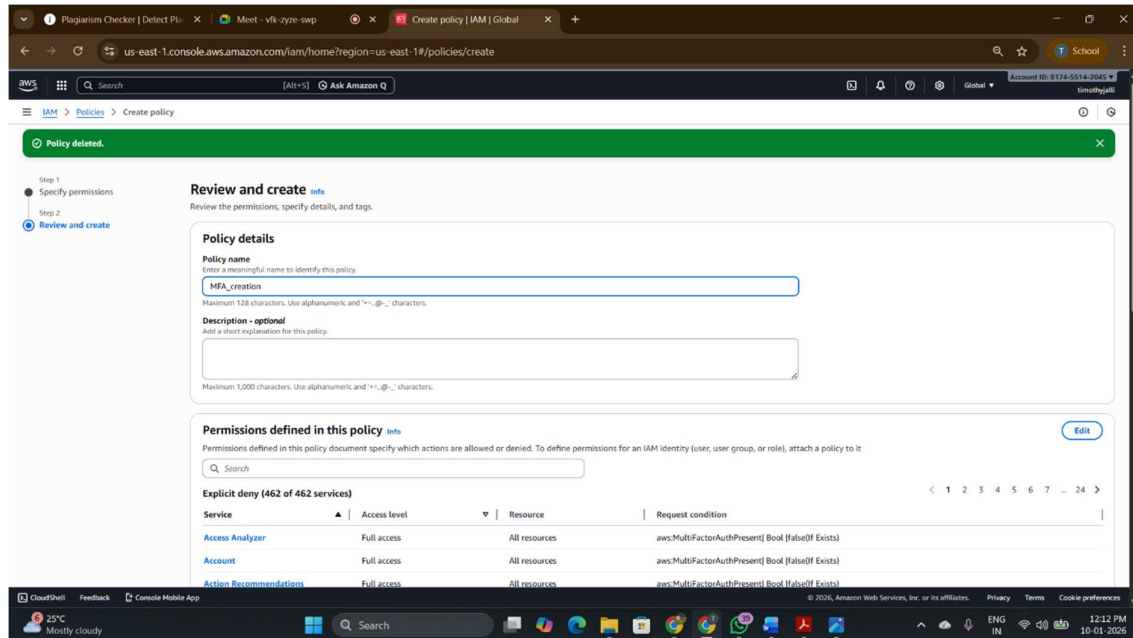 Plagiarism Checker | Detect Pla
Meet - vfk-zyze-swp
Create policy | IAM | Global
us-east-1.console.aws.amazon.com/iam/home?region=us-east-1#/policies/create
T School
aws
Search [Alt+S] Ask Amazon Q
Global
Account ID: 8174-5514-2045
timothyjalli
IAM > Policies > Create policy
Policy deleted.
Step 1
Specify permissions
Step 2
Review and create
Review and create Info
Review the permissions, specify details, and tags.
Policy details
Policy name
Enter a meaningful name to identify this policy.
MFA_creation
Maximum 128 characters. Use alphanumeric and '+=,.@-_' characters.
Description - optional
Add a short explanation for this policy.
Maximum 1,000 characters. Use alphanumeric and '+=,.@-_' characters.
Permissions defined in this policy Info
Edit
Permissions defined in this policy document specify which actions are allowed or denied. To define permissions for an IAM identity (user, user group, or role), attach a policy to it
Search
Explicit deny (462 of 462 services)
< 1 2 3 4 5 6 7 ... 24 >
Service Access level Resource Request condition
Access Analyzer Full access All resources aws:MultiFactorAuthPresent| Bool |false(If Exists)
Account Full access All resources aws:MultiFactorAuthPresent| Bool |false(If Exists)
Action Recommendations Full access All resources aws:MultiFactorAuthPresent| Bool |false(If Exists)
CloudShell Feedback Console Mobile App
© 2026, Amazon Web Services, Inc. or its affiliates. Privacy Terms Cookie preferences
6
25°C
Mostly cloudy
Search
39
ENG
IN
12:12 PM
10-01-2026